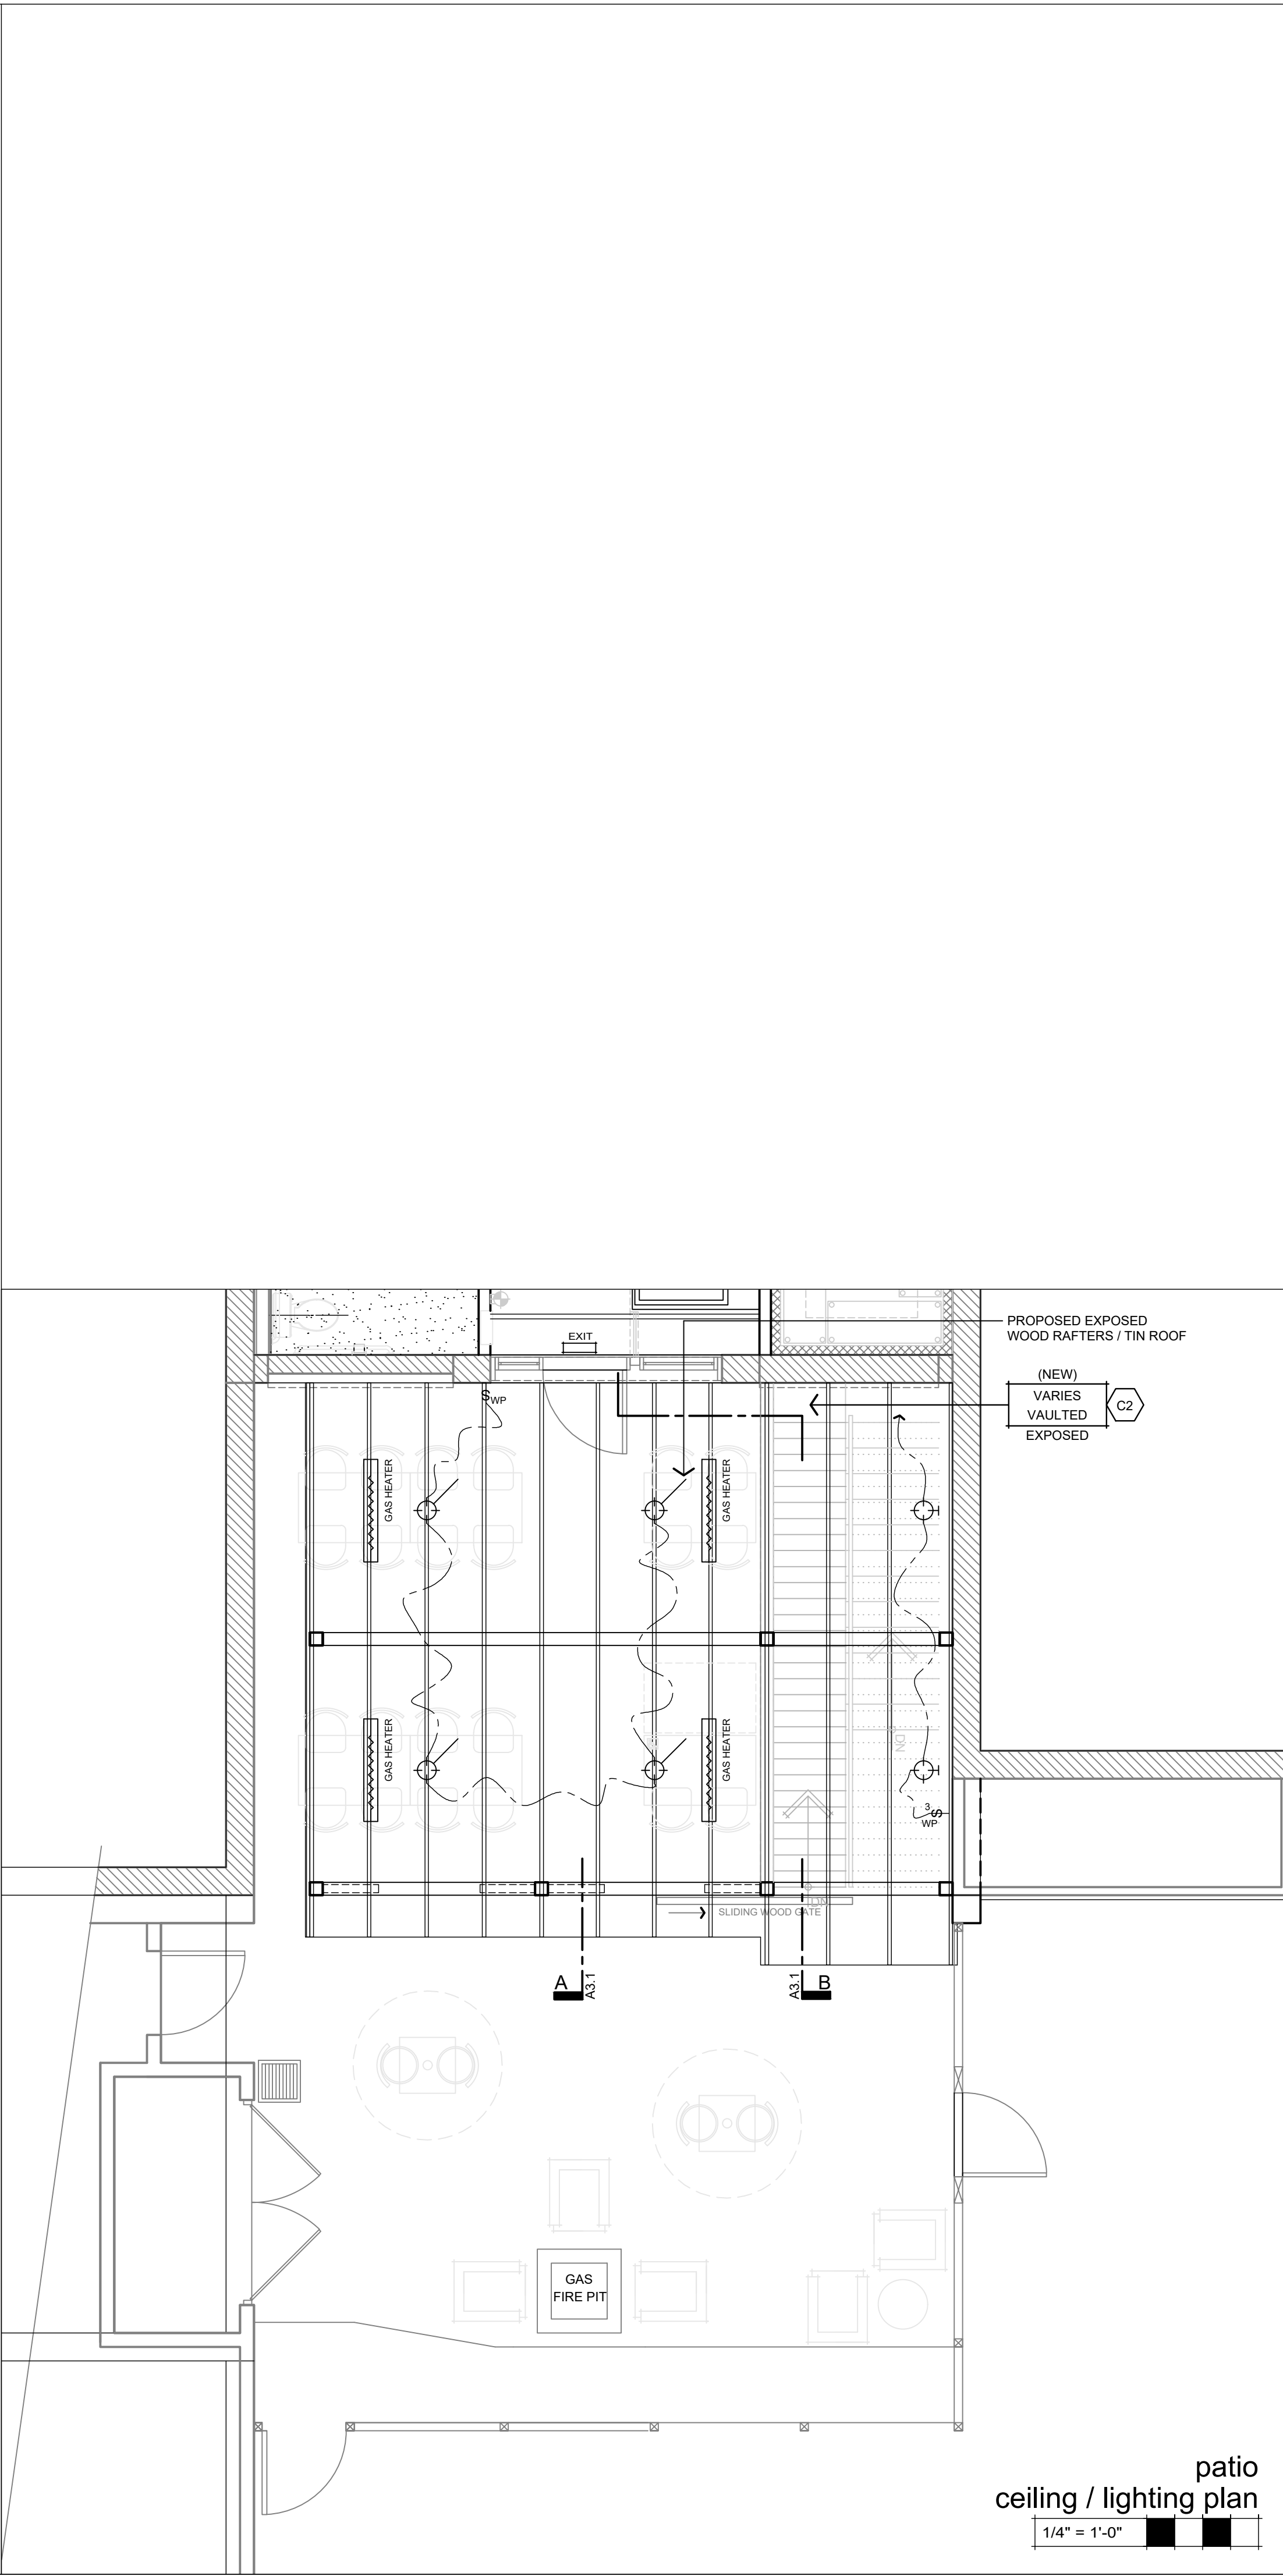 EXIT
PROPOSED EXPOSED
WOOD RAFTERS / TIN ROOF
(NEW)
VARIES
VAULTED
EXPOSED
C2
SWP
GAS HEATER
GAS HEATER
GAS HEATER
GAS HEATER
DN
3
S
WP
DN
SLIDING WOOD GATE
A
A3.1
A3.1
B
GAS
FIRE PIT
patio
ceiling / lighting plan
1/4" = 1'-0"